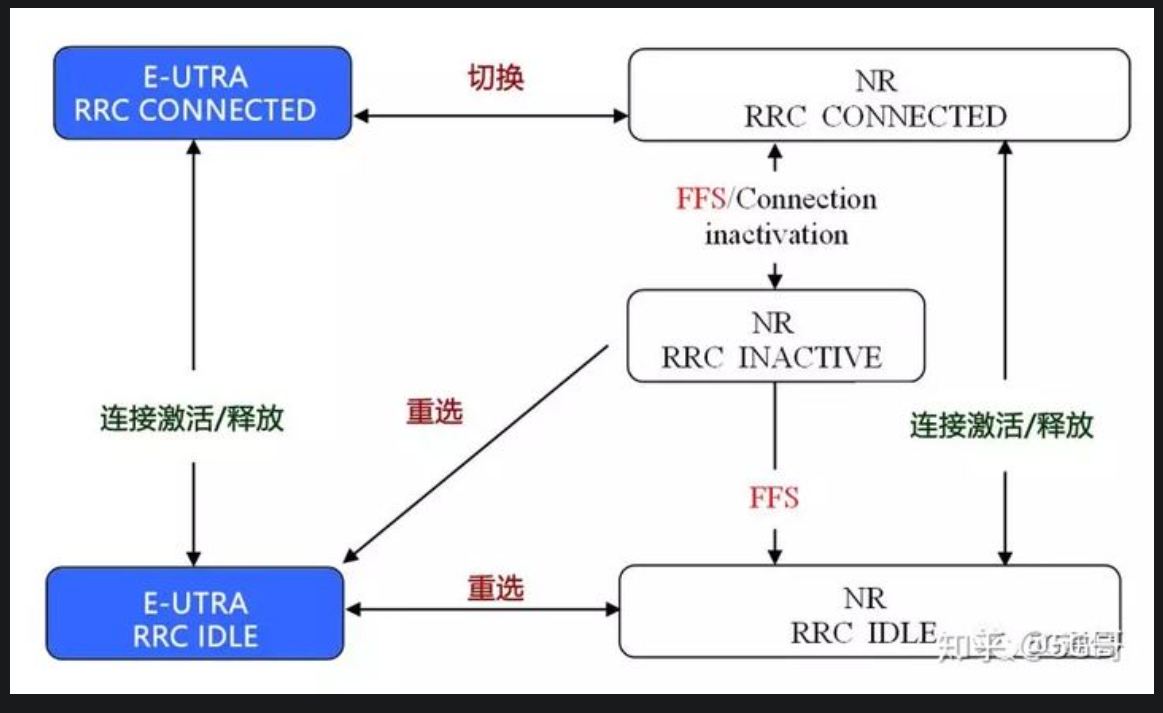 E-UTRA
RRC CONNECTED
切换
NR
RRC CONNECTED
FFS/Connection
inactivation
NR
RRC INACTIVE
重选
连接激活/释放
连接激活/释放
FFS
E-UTRA
RRC IDLE
重选
NR
RRC IDLE
知乎 @5G哥